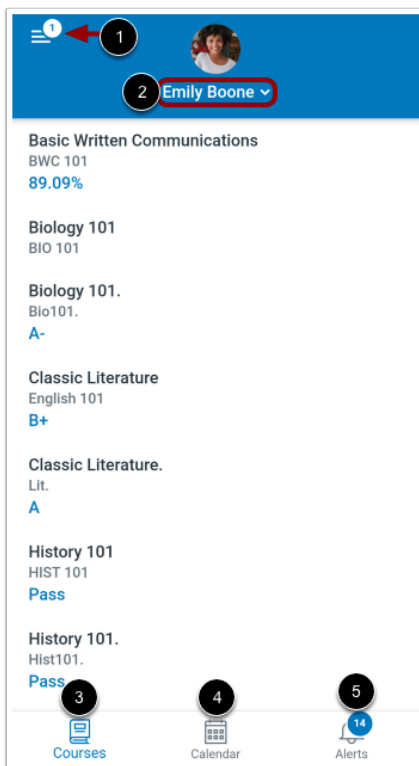 1
1
2
Emily Boone
Basic Written Communications
BWC 101
89.09%
Biology 101
BIO 101
Biology 101.
Bio101.
A-
Classic Literature
English 101
B+
Classic Literature.
Lit.
A
History 101
HIST 101
Pass
History 101.
Hist101.
Pass
3
4
5
14
Courses
Calendar
Alerts